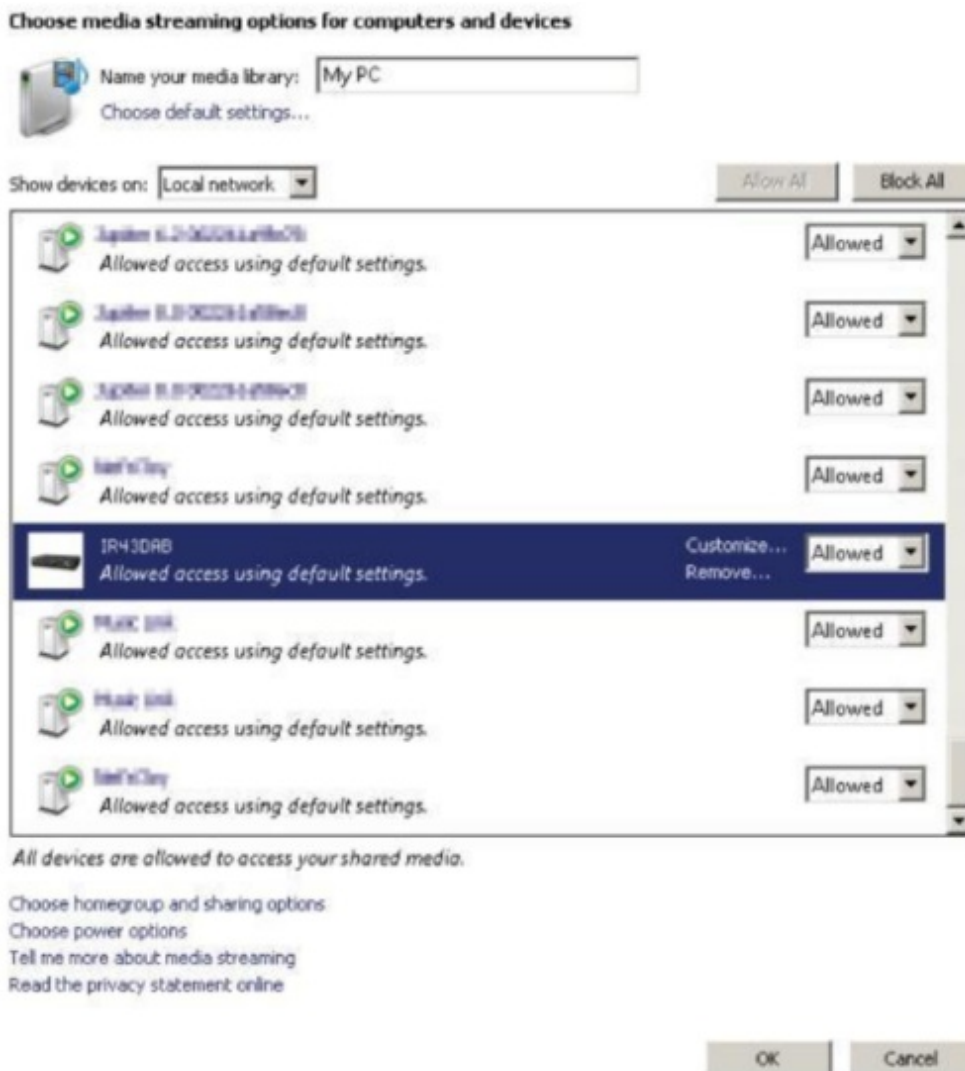 Choose media streaming options for computers and devices
Name your media library: My PC
Choose default settings...
Show devices on: Local network
Allow All
Block All
Allowed access using default settings.
Allowed
Allowed access using default settings.
Allowed
Allowed access using default settings.
Allowed
Allowed access using default settings.
Allowed
IR43DAB
Customize...
Allowed
Allowed access using default settings.
Remove...
Allowed access using default settings.
Allowed
Allowed access using default settings.
Allowed
Allowed access using default settings.
Allowed
All devices are allowed to access your shared media.
Choose homegroup and sharing options
Choose power options
Tell me more about media streaming
Read the privacy statement online
OK
Cancel